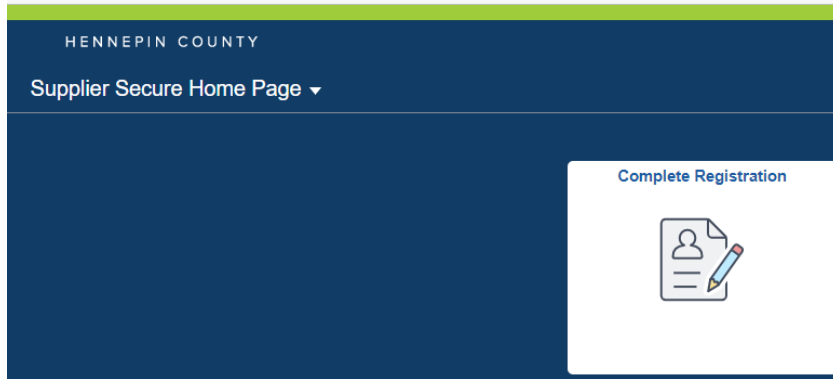 HENNEPIN COUNTY
Supplier Secure Home Page
Complete Registration